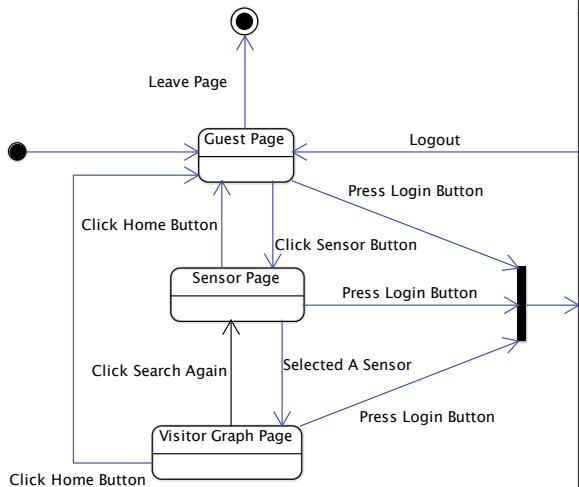 Leave Page
Guest Page
Logout
Press Login Button
Click Home Button
Click Sensor Button
Sensor Page
Press Login Button
Click Search Again
Selected A Sensor
Press Login Button
Visitor Graph Page
Click Home Button